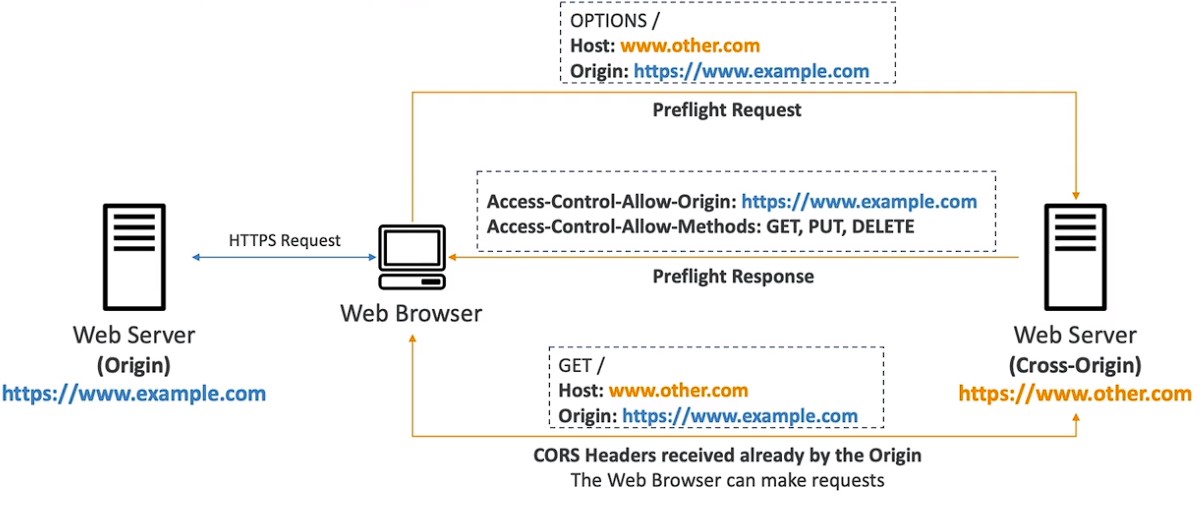 OPTIONS /
Host: www.other.com
Origin: https://www.example.com
Preflight Request
Access-Control-Allow-Origin: https://www.example.com
Access-Control-Allow-Methods: GET, PUT, DELETE
HTTPS Request
Preflight Response
Web Browser
Web Server
(Origin)
https://www.example.com
Web Server
(Cross-Origin)
https://www.other.com
GET /
Host: www.other.com
Origin: https://www.example.com
CORS Headers received already by the Origin
The Web Browser can make requests